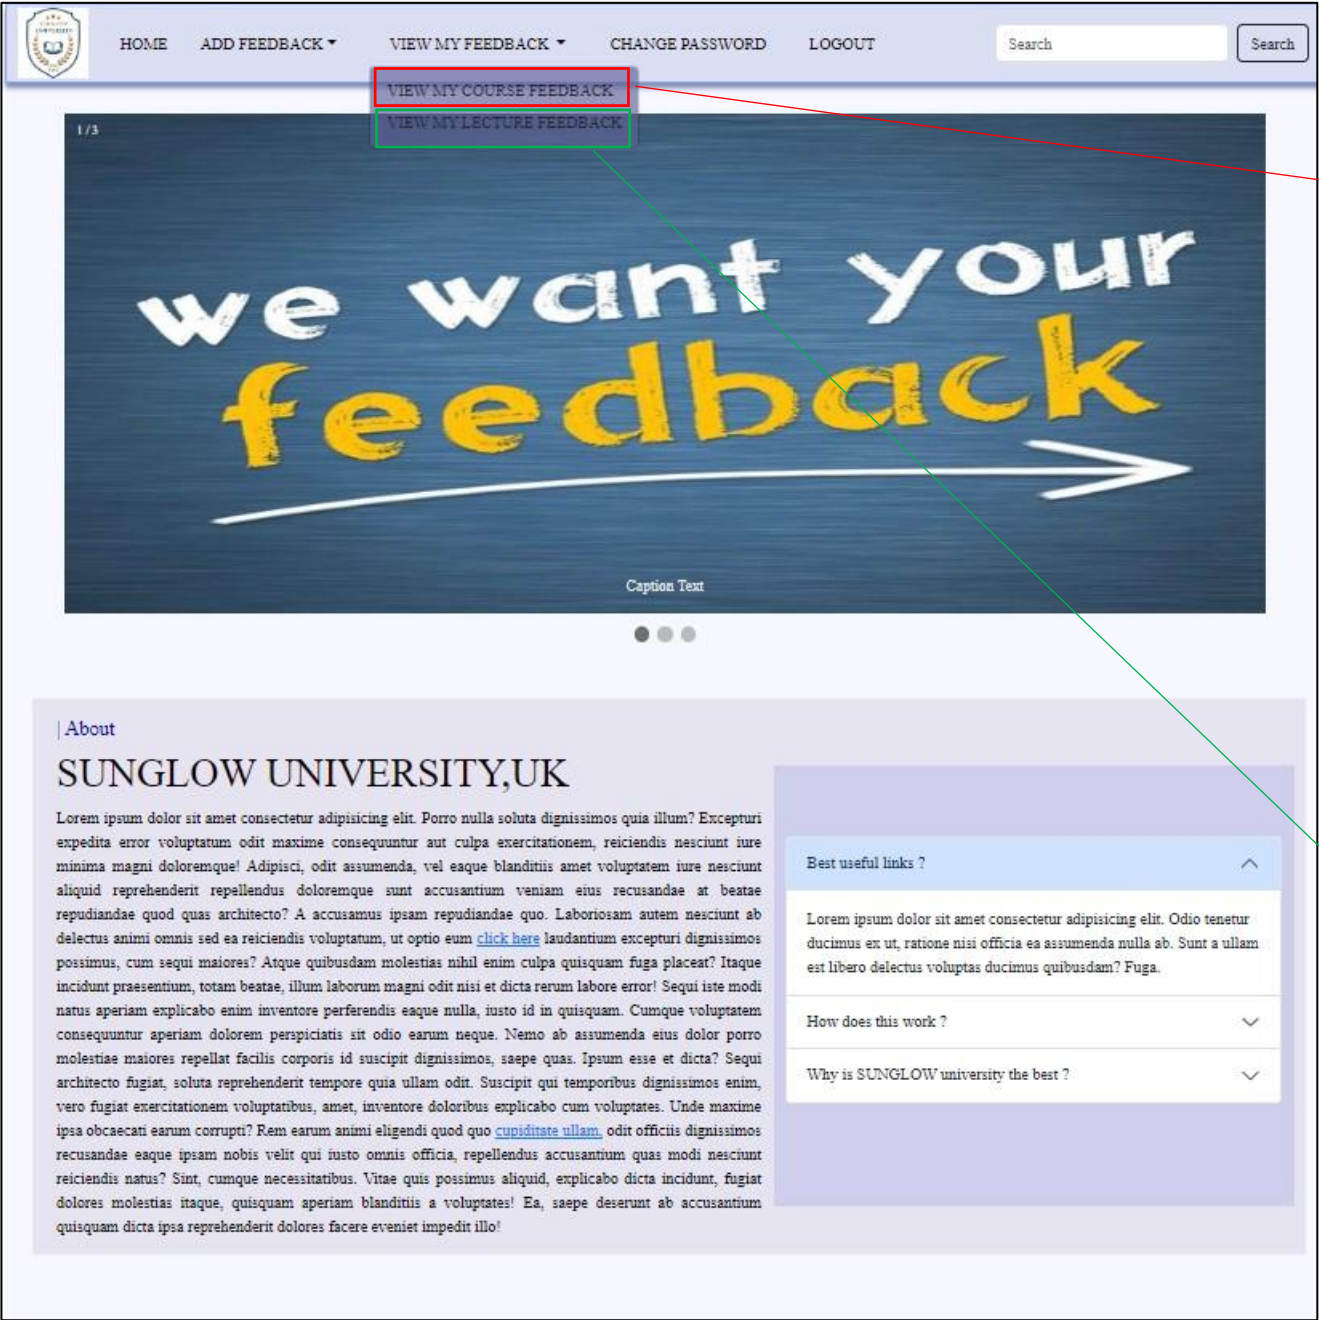 UNIVERSITY
HOME ADD FEEDBACK VIEW MY FEEDBACK CHANGE PASSWORD LOGOUT Search Search
VIEW MY COURSE FEEDBACK
VIEW MY LECTURE FEEDBACK
1 / 3
we want your
feedback
Caption Text
| About
SUNGLOW UNIVERSITY,UK
Lorem ipsum dolor sit amet consectetur adipisicing elit. Porro nulla soluta dignissimos quia illum? Excepturi
expedita error voluptatum odit maxime consequuntur aut culpa exercitationem, reiciendis nesciunt iure
minima magni doloremque! Adipisci, odit assumenda, vel eaque blanditiis amet voluptatem iure nesciunt
aliquid reprehenderit repellendus doloremque sunt accusantium veniam eius recusandae at beatae
repudiandae quod quas architecto? A accusamus ipsam repudiandae quo. Laboriosam autem nesciunt ab
delectus animi omnis sed ea reiciendis voluptatum, ut optio eum click here laudantium excepturi dignissimos
possimus, cum sequi maiores? Atque quibusdam molestias nihil enim culpa quisquam fuga placeat? Itaque
incidunt praesentium, totam beatae, illum laborum magni odit nisi et dicta rerum labore error! Sequi iste modi
natus aperiam explicabo enim inventore perferendis eaque nulla, iusto id in quisquam. Cumque voluptatem
consequuntur aperiam dolorem perspiciatis sit odio earum neque. Nemo ab assumenda eius dolor porro
molestiae maiores repellat facilis corporis id suscipit dignissimos, saepe quas. Ipsum esse et dicta? Sequi
architecto fugiat, soluta reprehenderit tempore quia ullam odit. Suscipit qui temporibus dignissimos enim,
vero fugiat exercitationem voluptatibus, amet, inventore doloribus explicabo cum voluptates. Unde maxime
ipsa obcaecati earum corrupti? Rem earum animi eligendi quod quo cupiditate ullam, odit officiis dignissimos
recusandae eaque ipsam nobis velit qui iusto omnis officia, repellendus accusantium quas modi nesciunt
reiciendis natus? Sint, cumque necessitatibus. Vitae quis possimus aliquid, explicabo dicta incidunt, fugiat
dolores molestias itaque, quisquam aperiam blanditiis a voluptates! Ea, saepe deserunt ab accusantium
quisquam dicta ipsa reprehenderit dolores facere eveniet impedit illo!
Best useful links ?
Lorem ipsum dolor sit amet consectetur adipisicing elit. Odio tenetur
ducimus ex ut, ratione nisi officia ea assumenda nulla ab. Sunt a ullam
est libero delectus voluptas ducimus quibusdam? Fuga.
How does this work ?
Why is SUNGLOW university the best ?